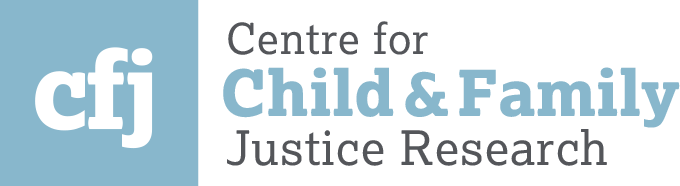 cfj
Centre for
Child & Family
Justice Research